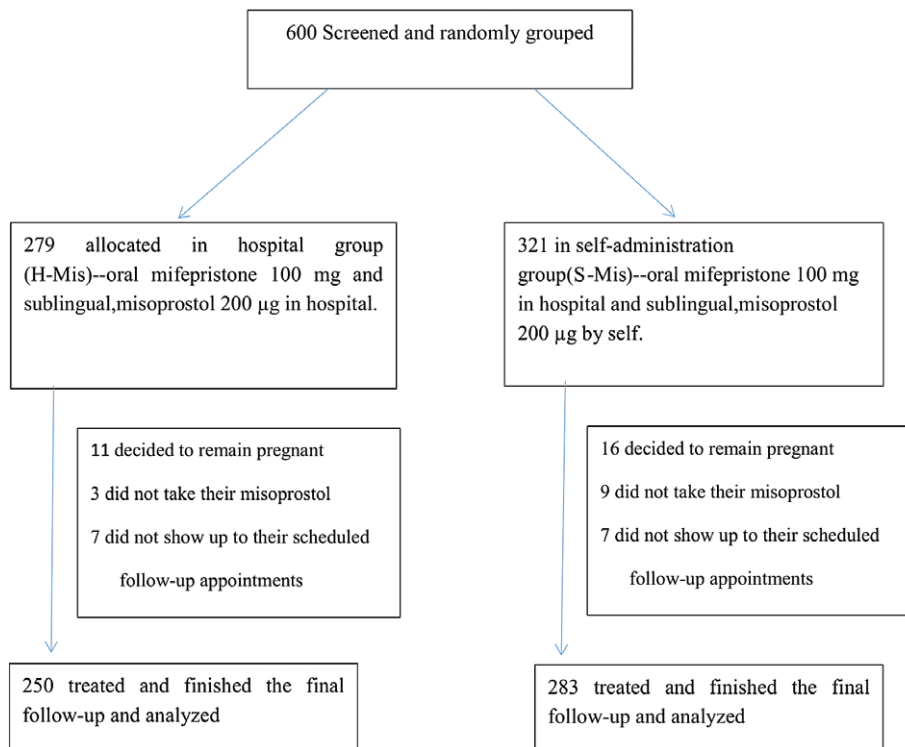 600 Screened and randomly grouped
279 allocated in hospital group
(H-Mis)--oral mifepristone 100 mg and
sublingual,misoprostol 200 µg in hospital.
321 in self-administration
group(S-Mis)--oral mifepristone 100 mg
in hospital and sublingual,misoprostol
200 µg by self.
11 decided to remain pregnant
3 did not take their misoprostol
7 did not show up to their scheduled
follow-up appointments
16 decided to remain pregnant
9 did not take their misoprostol
7 did not show up to their scheduled
follow-up appointments
250 treated and finished the final
follow-up and analyzed
283 treated and finished the final
follow-up and analyzed